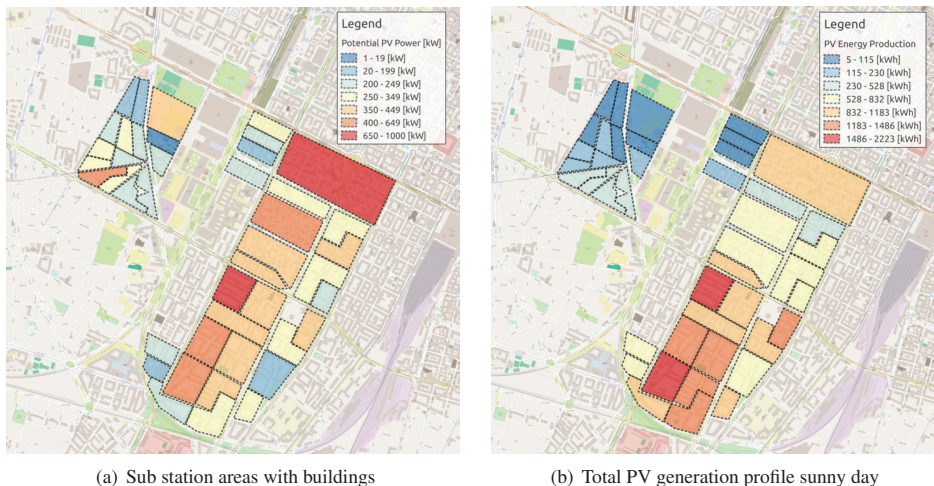 Legend
Potential PV Power [kW]
1 - 19 [kW]
20 - 199 [kW]
200 - 249 [kW]
250 - 349 [kW]
350 - 449 [kW]
400 - 649 [kW]
650 - 1000 [kW]
Legend
PV Energy Production
5 - 115 [kWh]
115 - 230 [kWh]
230 - 528 [kWh]
528 - 832 [kWh]
832 - 1183 [kWh]
1183 - 1486 [kWh]
1486 - 2223 [kWh]
(a) Sub station areas with buildings
(b) Total PV generation profile sunny day